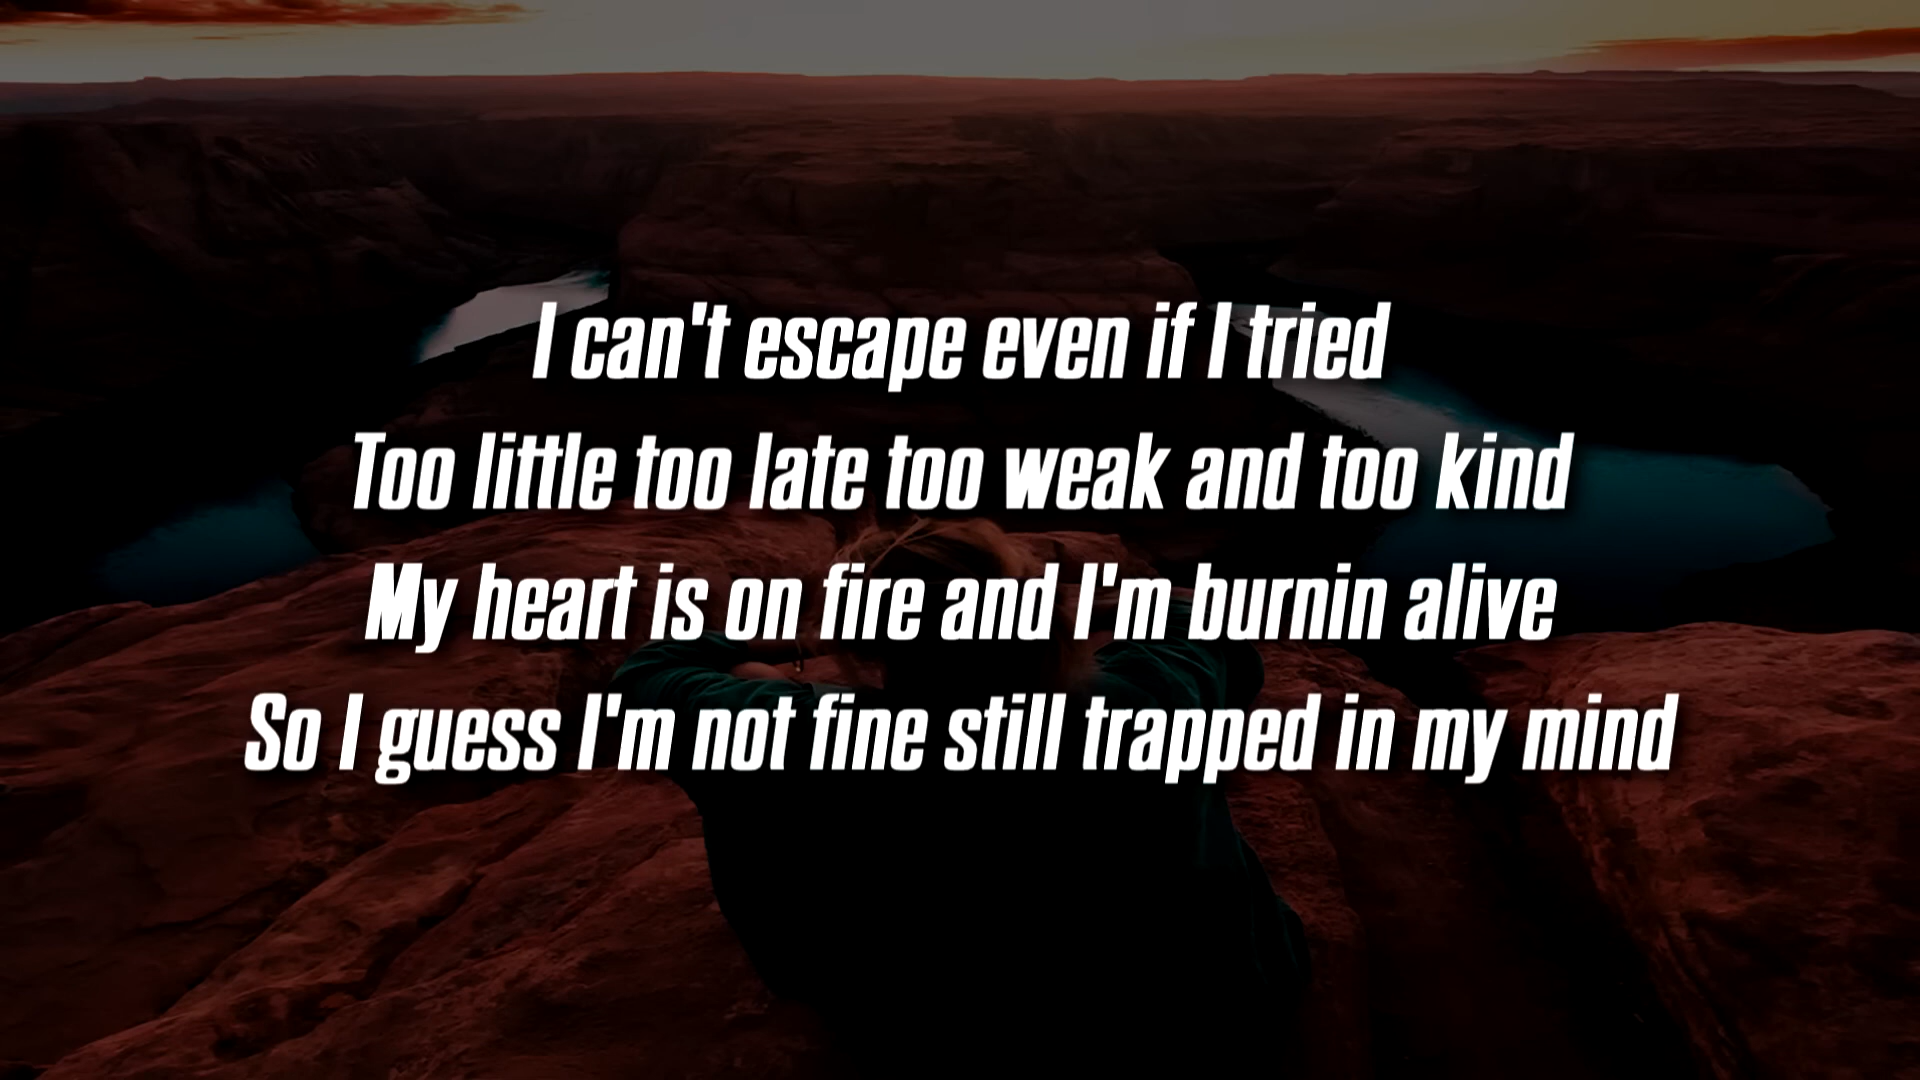 I can't escape even if I tried
Too little too late too weak and too kind
My heart is on fire and I'm burnin alive
So I guess I'm not fine still trapped in my mind